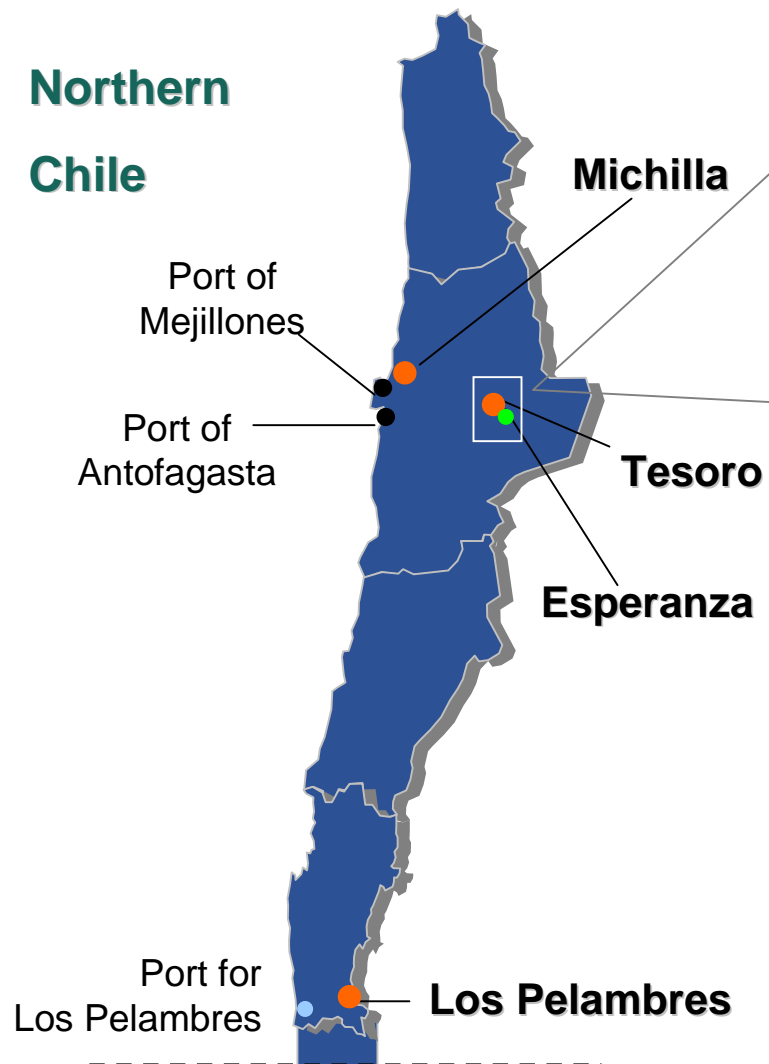 Northern
Chile
Michilla
Port of
Mejillones
Port of
Antofagasta
Tesoro
Esperanza
Port for
Los Pelambres
Los Pelambres